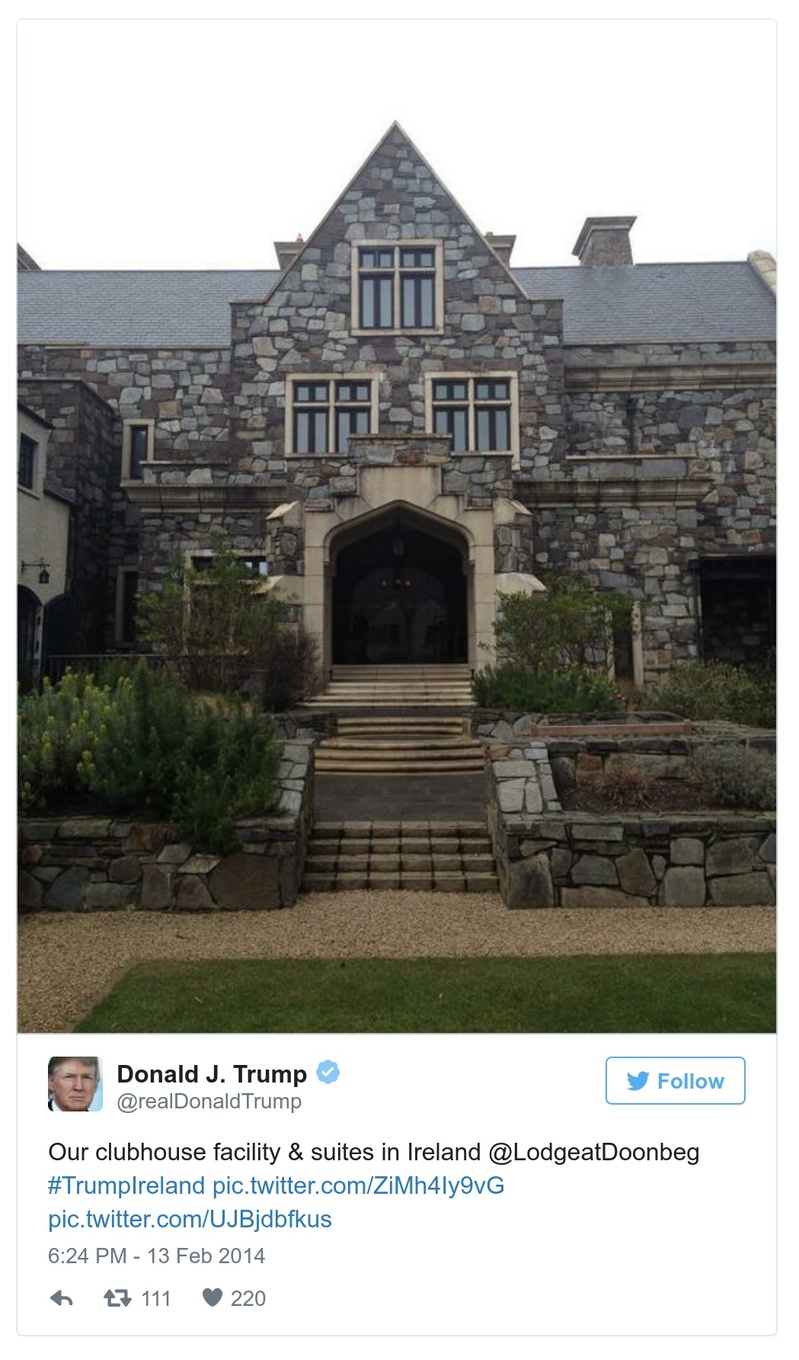 Donald J. Trump
Follow
@realDonaldTrump
Our clubhouse facility & suites in Ireland @LodgeatDoonbeg
#TrumpIreland pic.twitter.com/ZiMh4Iy9vG
pic.twitter.com/UJBjdbfkus
6:24 PM - 13 Feb 2014
111 220